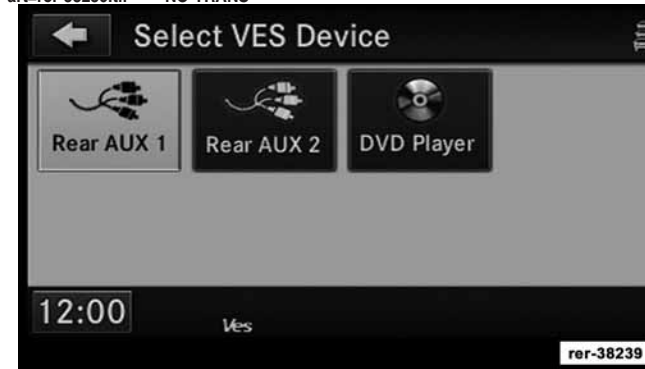 Select VES Device
Rear AUX 1
Rear AUX 2
DVD Player
12:00
Ves
rer-38239